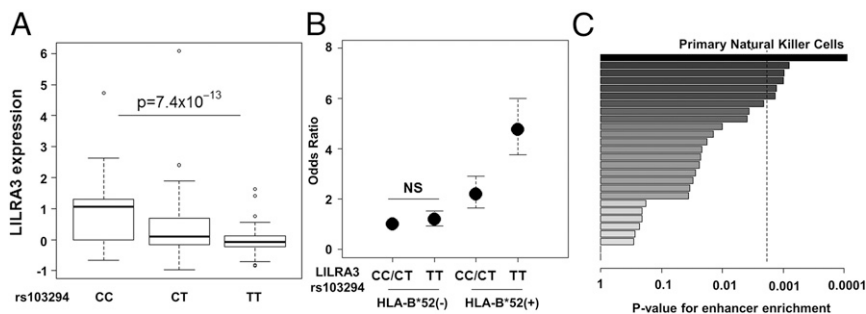 A
LILRA3 expression
6
5
4
3
2
1
0
-1
p=7.4x10⁻¹³
rs103294 CC CT TT
B
Odds Ratio
8
6
4
2
0
NS
LILRA3 CC/CT TT CC/CT TT
rs103294
HLA-B*52(-) HLA-B*52(+)
C
Primary Natural Killer Cells
1 0.1 0.01 0.001 0.0001
P-value for enhancer enrichment